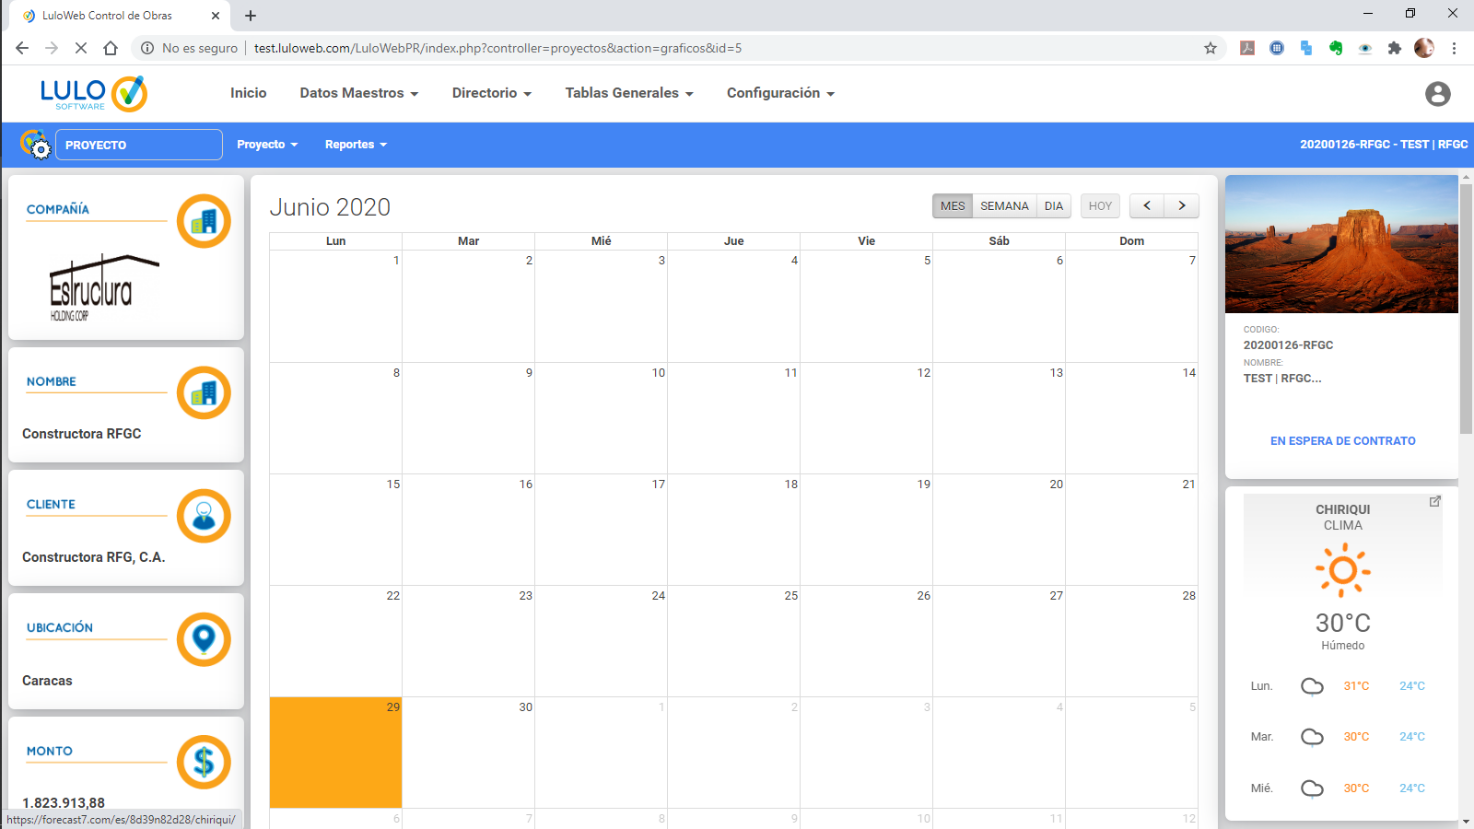 LuloWeb Control de Obras
No es seguro
test.luloweb.com/LuloWebPR/index.php?controller=proyectos&action=graficos&id=5
LULO
SOFTWARE
Inicio
Datos Maestros
Directorio
Tablas Generales
Configuración
PROYECTO
Proyecto
Reportes
20200126-RFGC - TEST | RFGC
COMPAÑÍA
Estructura
HOLDING CORP
NOMBRE
Constructora RFGC
CLIENTE
Constructora RFG, C.A.
UBICACIÓN
Caracas
MONTO
1.823.913,88
https://forecast7.com/es/8d39n82d28/chiriqui/
Junio 2020
MES SEMANA DIA HOY
Lun Mar Mié Jue Vie Sáb Dom
1 2 3 4 5 6 7
8 9 10 11 12 13 14
15 16 17 18 19 20 21
22 23 24 25 26 27 28
29 30 1 2 3 4 5
6 7 8 9 10 11 12
CODIGO:
20200126-RFGC
NOMBRE:
TEST | RFGC...
EN ESPERA DE CONTRATO
CHIRIQUI
CLIMA
30°C
Húmedo
Lun. 31°C 24°C
Mar. 30°C 24°C
Mié. 30°C 24°C